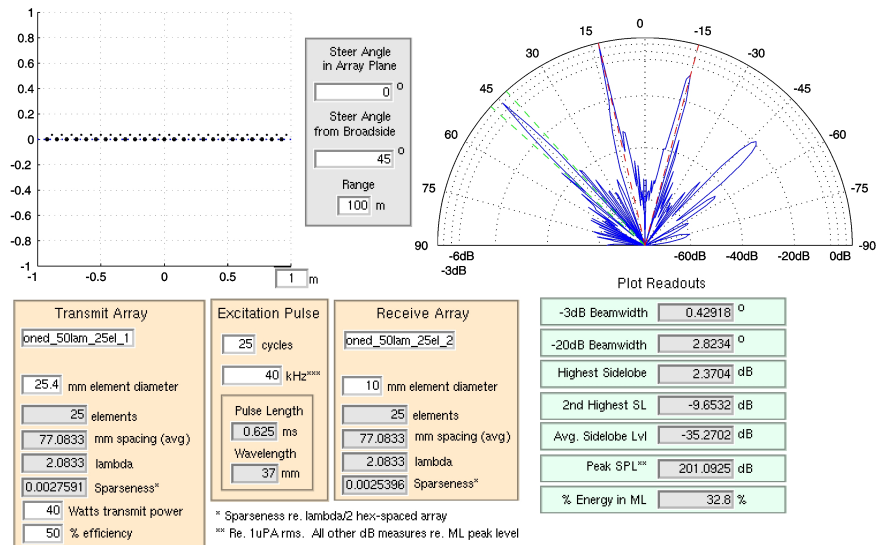 1
0.8
0.6
0.4
0.2
0
-0.2
-0.4
-0.6
-0.8
-1
-1 -0.5 0 0.5 1 m
Steer Angle
in Array Plane
0 o
Steer Angle
from Broadside
45 o
Range
100 m
0
15 -15
30 -30
45 -45
60 -60
75 -75
90 -90
-6dB -60dB -40dB -20dB 0dB
-3dB
Plot Readouts
Transmit Array
oned_50lam_25el_1
25.4 mm element diameter
25 elements
77.0833 mm spacing (avg)
2.0833 lambda
0.0027591 Sparseness*
40 Watts transmit power
50 % efficiency
Excitation Pulse
25 cycles
40 kHz***
Pulse Length
0.625 ms
Wavelength
37 mm
Receive Array
oned_50lam_25el_2
10 mm element diameter
25 elements
77.0833 mm spacing (avg)
2.0833 lambda
0.0025396 Sparseness*
* Sparseness re. lambda/2 hex-spaced array
** Re. 1uPA rms. All other dB measures re. ML peak level
-3dB Beamwidth 0.42918 o
-20dB Beamwidth 2.8234 o
Highest Sidelobe 2.3704 dB
2nd Highest SL -9.6532 dB
Avg. Sidelobe Lvl -35.2702 dB
Peak SPL** 201.0925 dB
% Energy in ML 32.8 %